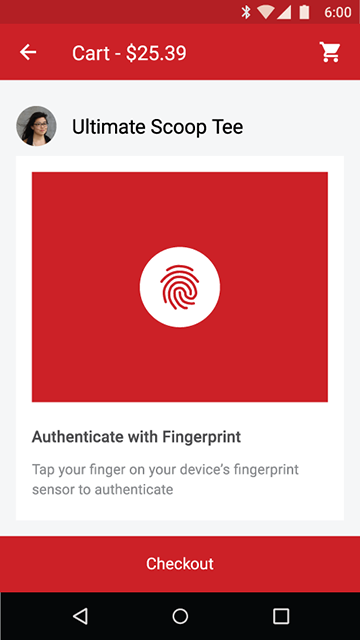 6:00
Cart - $25.39
Ultimate Scoop Tee
Authenticate with Fingerprint
Tap your finger on your device's fingerprint
sensor to authenticate
Checkout